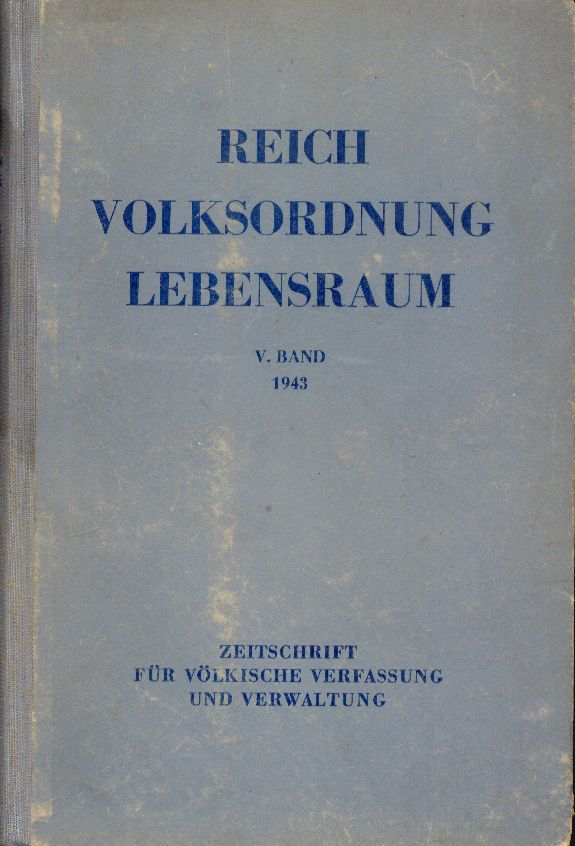 REICH
VOLKSORDNUNG
LEBENSRAUM
V. BAND
1943
ZEITSCHRIFT
FÜR VÖLKISCHE VERFASSUNG
UND VERWALTUNG